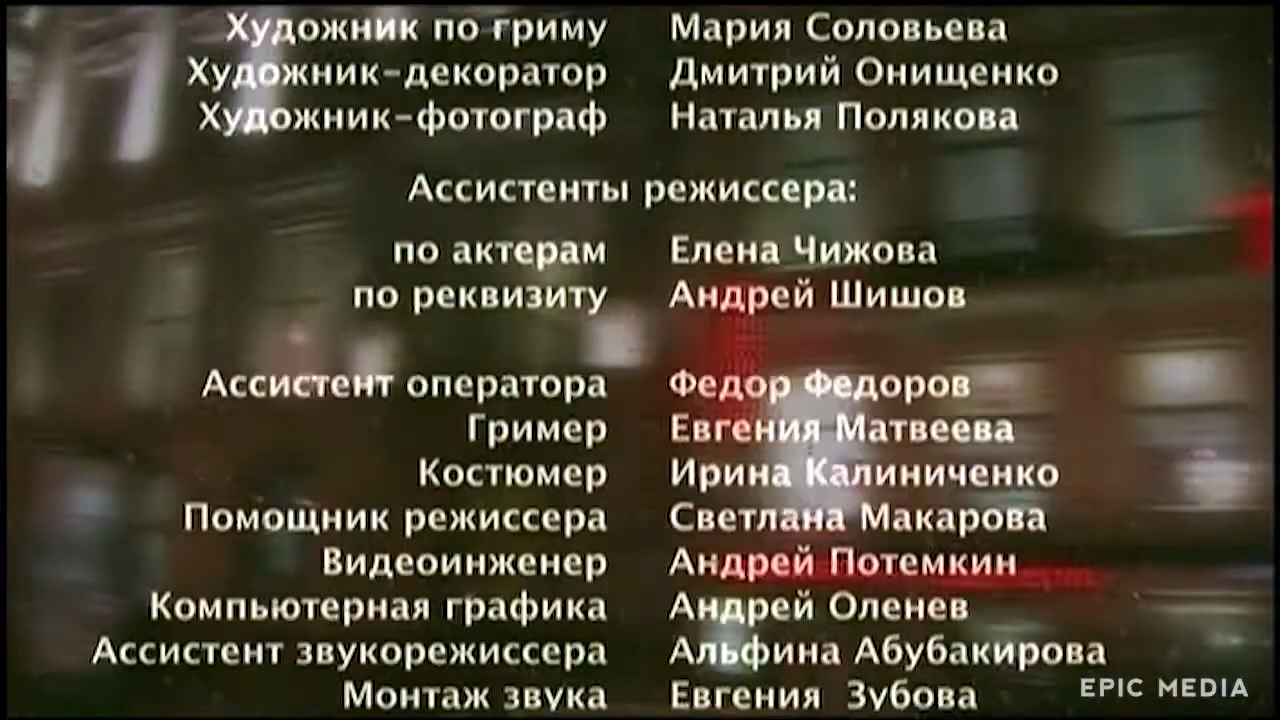 Художник по гриму Мария Соловьева
Художник-декоратор Дмитрий Онищенко
Художник-фотограф Наталья Полякова
Ассистенты режиссера:
по актерам Елена Чижова
по реквизиту Андрей Шишов
Ассистент оператора Федор Федоров
Гример Евгения Матвеева
Костюмер Ирина Калиниченко
Помощник режиссера Светлана Макарова
Видеоинженер Андрей Потемкин
Компьютерная графика Андрей Оленев
Ассистент звукорежиссера Альфина Абубакирова
Монтаж звука Евгения Зубова
EPIC MEDIA